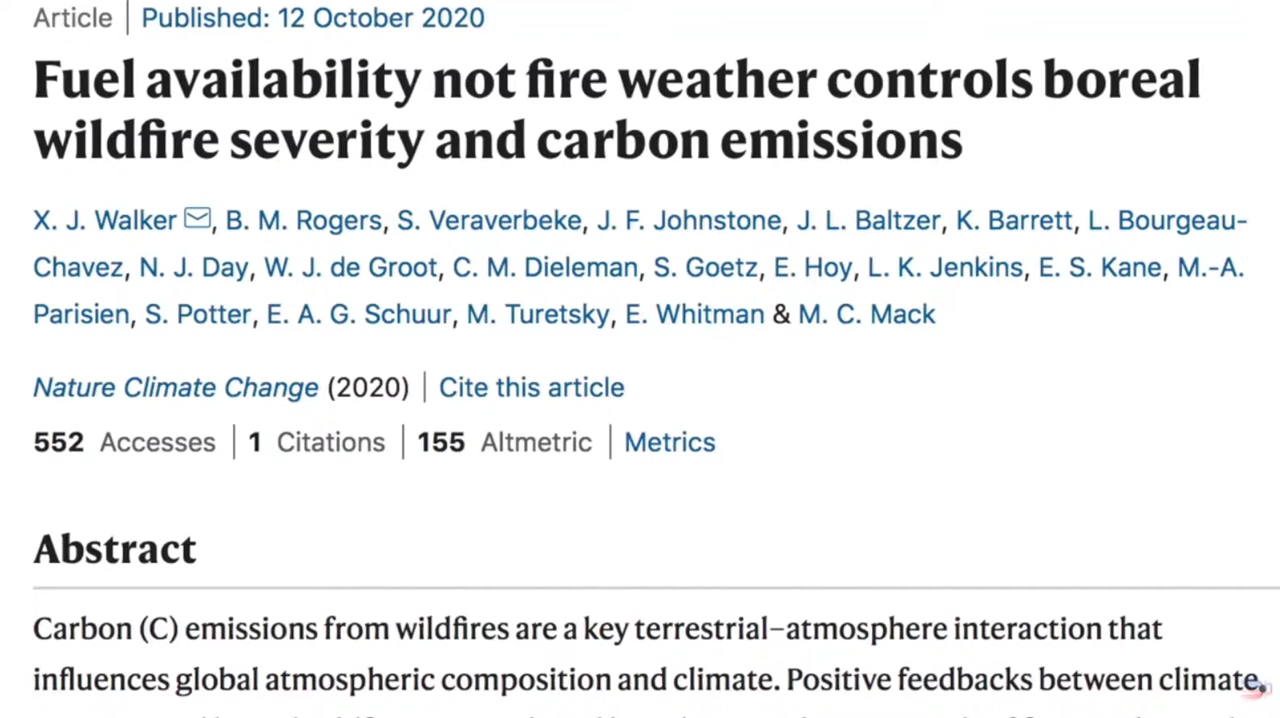 Article | Published: 12 October 2020
Fuel availability not fire weather controls boreal
wildfire severity and carbon emissions
X. J. Walker, B. M. Rogers, S. Veraverbeke, J. F. Johnstone, J. L. Baltzer, K. Barrett, L. Bourgeau-
Chavez, N. J. Day, W. J. de Groot, C. M. Dieleman, S. Goetz, E. Hoy, L. K. Jenkins, E. S. Kane, M.-A.
Parisien, S. Potter, E. A. G. Schuur, M. Turetsky, E. Whitman & M. C. Mack
Nature Climate Change (2020) | Cite this article
552 Accesses | 1 Citations | 155 Altmetric | Metrics
Abstract
Carbon (C) emissions from wildfires are a key terrestrial–atmosphere interaction that
influences global atmospheric composition and climate. Positive feedbacks between climate